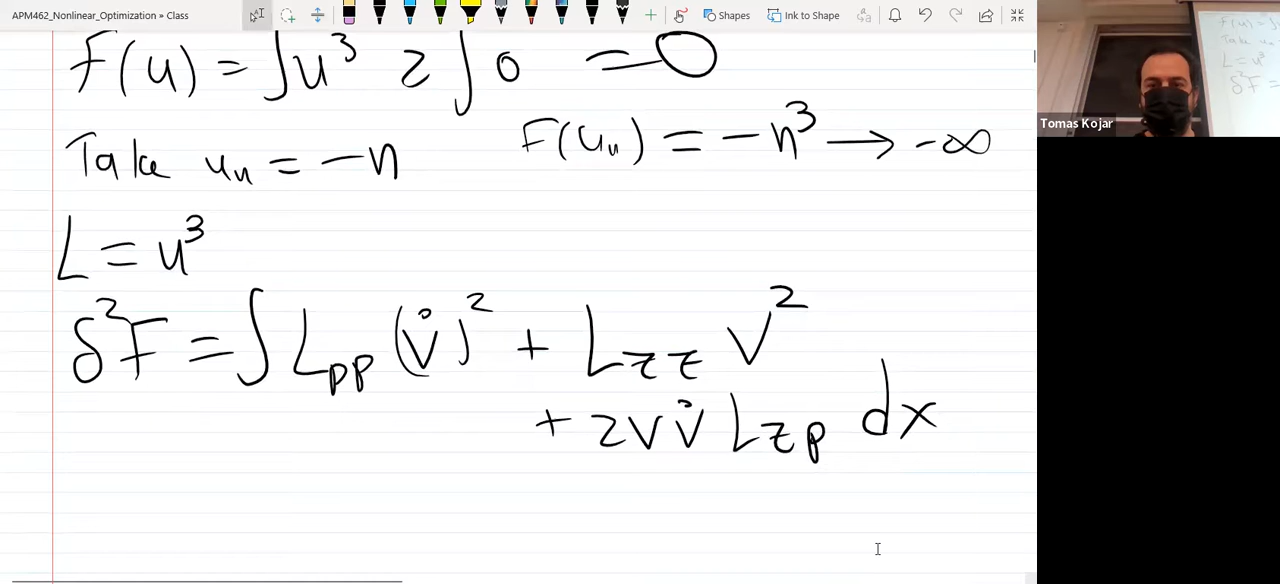 APM462_Nonlinear_Optimization » Class
Shapes
Ink to Shape
F(u) = ∫u³ ≥ ∫0 = 0
Take uₙ = -n F(uₙ) = -n³ → -∞
L = u³
δ²F = ∫ Lₚₚ (v̊)² + L_zz V²
+ 2V v̊ L_zp dx
Tomas Kojar